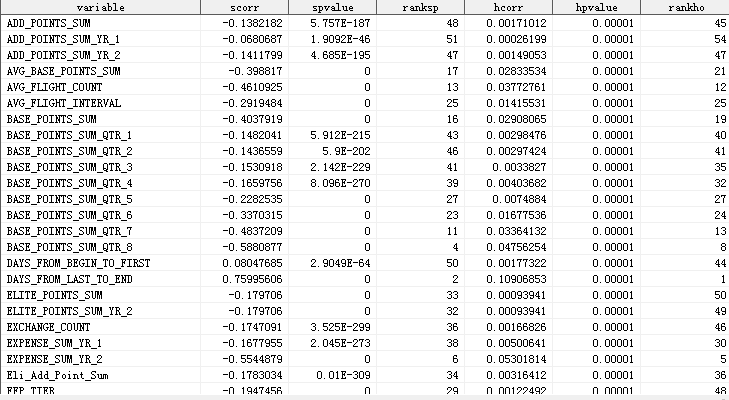 variable scorr spvalue ranksp hcorr hpvalue rankho
ADD_POINTS_SUM -0.1382182 5.757E-187 48 0.00171012 0.00001 45
ADD_POINTS_SUM_YR_1 -0.0680687 1.9092E-46 51 0.00026199 0.00001 54
ADD_POINTS_SUM_YR_2 -0.1411799 4.685E-195 47 0.00149053 0.00001 47
AVG_BASE_POINTS_SUM -0.398817 0 17 0.02833534 0.00001 21
AVG_FLIGHT_COUNT -0.4610925 0 13 0.03772761 0.00001 12
AVG_FLIGHT_INTERVAL -0.2919484 0 25 0.01415531 0.00001 25
BASE_POINTS_SUM -0.4037919 0 16 0.02908065 0.00001 19
BASE_POINTS_SUM_QTR_1 -0.1482041 5.912E-215 43 0.00298476 0.00001 40
BASE_POINTS_SUM_QTR_2 -0.1436559 5.9E-202 46 0.00297424 0.00001 41
BASE_POINTS_SUM_QTR_3 -0.1530918 2.142E-229 41 0.0033827 0.00001 35
BASE_POINTS_SUM_QTR_4 -0.1659756 8.096E-270 39 0.00403682 0.00001 32
BASE_POINTS_SUM_QTR_5 -0.2282535 0 27 0.0074884 0.00001 27
BASE_POINTS_SUM_QTR_6 -0.3370315 0 23 0.01677536 0.00001 24
BASE_POINTS_SUM_QTR_7 -0.4837209 0 11 0.03364132 0.00001 13
BASE_POINTS_SUM_QTR_8 -0.5880877 0 4 0.04756254 0.00001 8
DAYS_FROM_BEGIN_TO_FIRST 0.08047685 2.9049E-64 50 0.00177322 0.00001 44
DAYS_FROM_LAST_TO_END 0.75995606 0 2 0.10906853 0.00001 1
ELITE_POINTS_SUM -0.179706 0 33 0.00093941 0.00001 50
ELITE_POINTS_SUM_YR_2 -0.179706 0 32 0.00093941 0.00001 49
EXCHANGE_COUNT -0.1747091 3.525E-299 36 0.00166826 0.00001 46
EXPENSE_SUM_YR_1 -0.1677955 2.045E-273 38 0.00500641 0.00001 30
EXPENSE_SUM_YR_2 -0.5544879 0 6 0.05301814 0.00001 5
Eli_Add_Point_Sum -0.1783034 0.01E-309 34 0.00316412 0.00001 36
FFP_TIER -0.1947456 0 29 0.00122492 0.00001 48